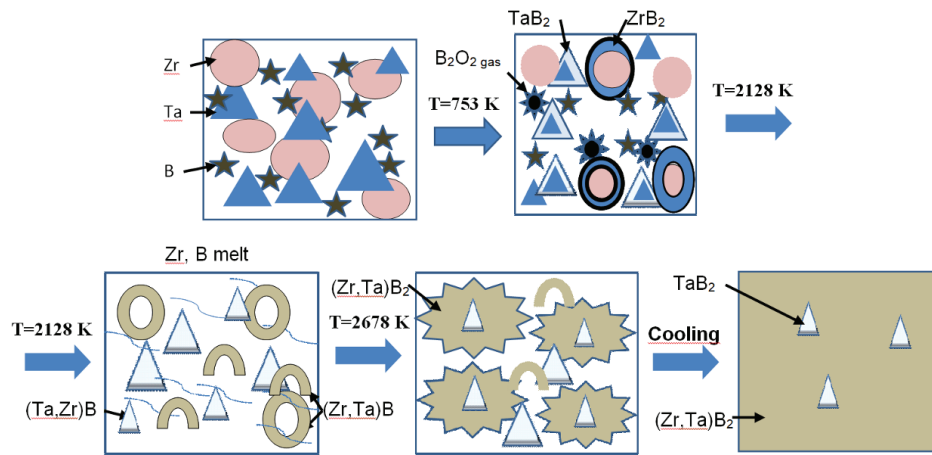 Zr
Ta
B
T=753 K
B₂O₂ gas
TaB₂
ZrB₂
T=2128 K
Zr, B melt
T=2128 K
(Ta,Zr)B
(Zr,Ta)B
T=2678 K
(Zr,Ta)B₂
Cooling
TaB₂
(Zr,Ta)B₂